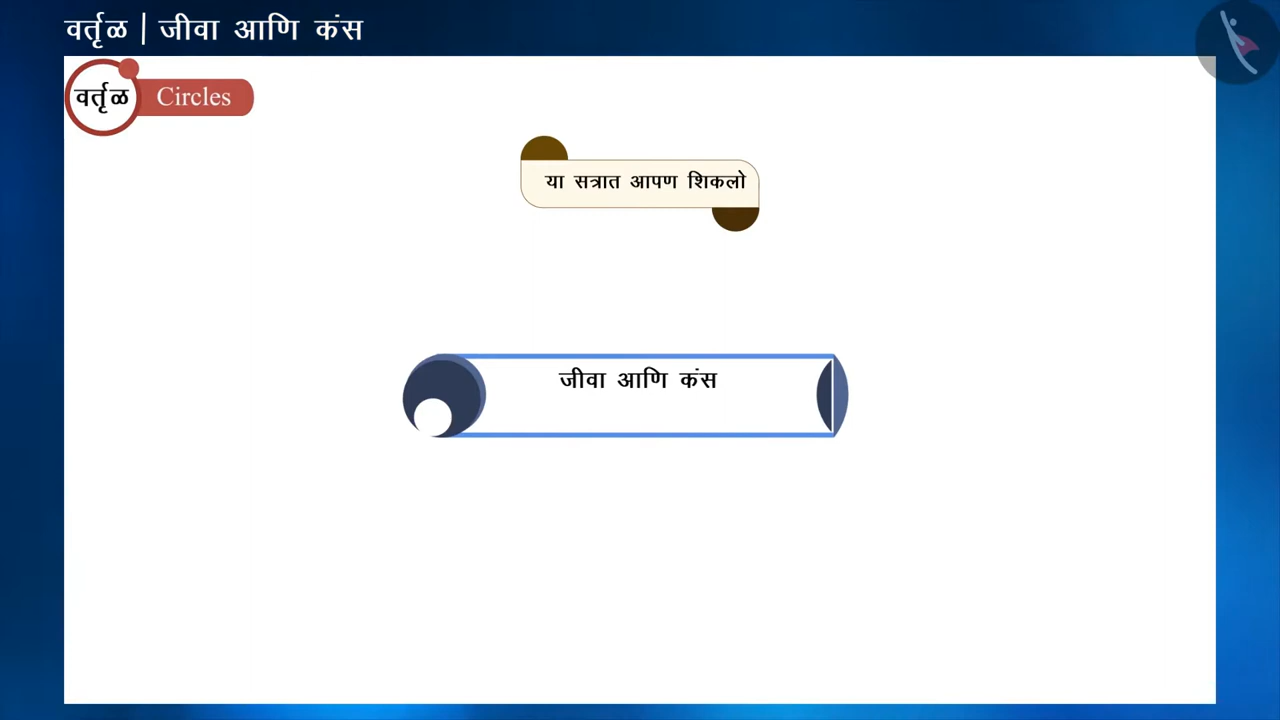 वर्तृळ | जीवा आणि कंस
वर्तृळ Circles
या सत्रात आपण शिकलो
जीवा आणि कंस